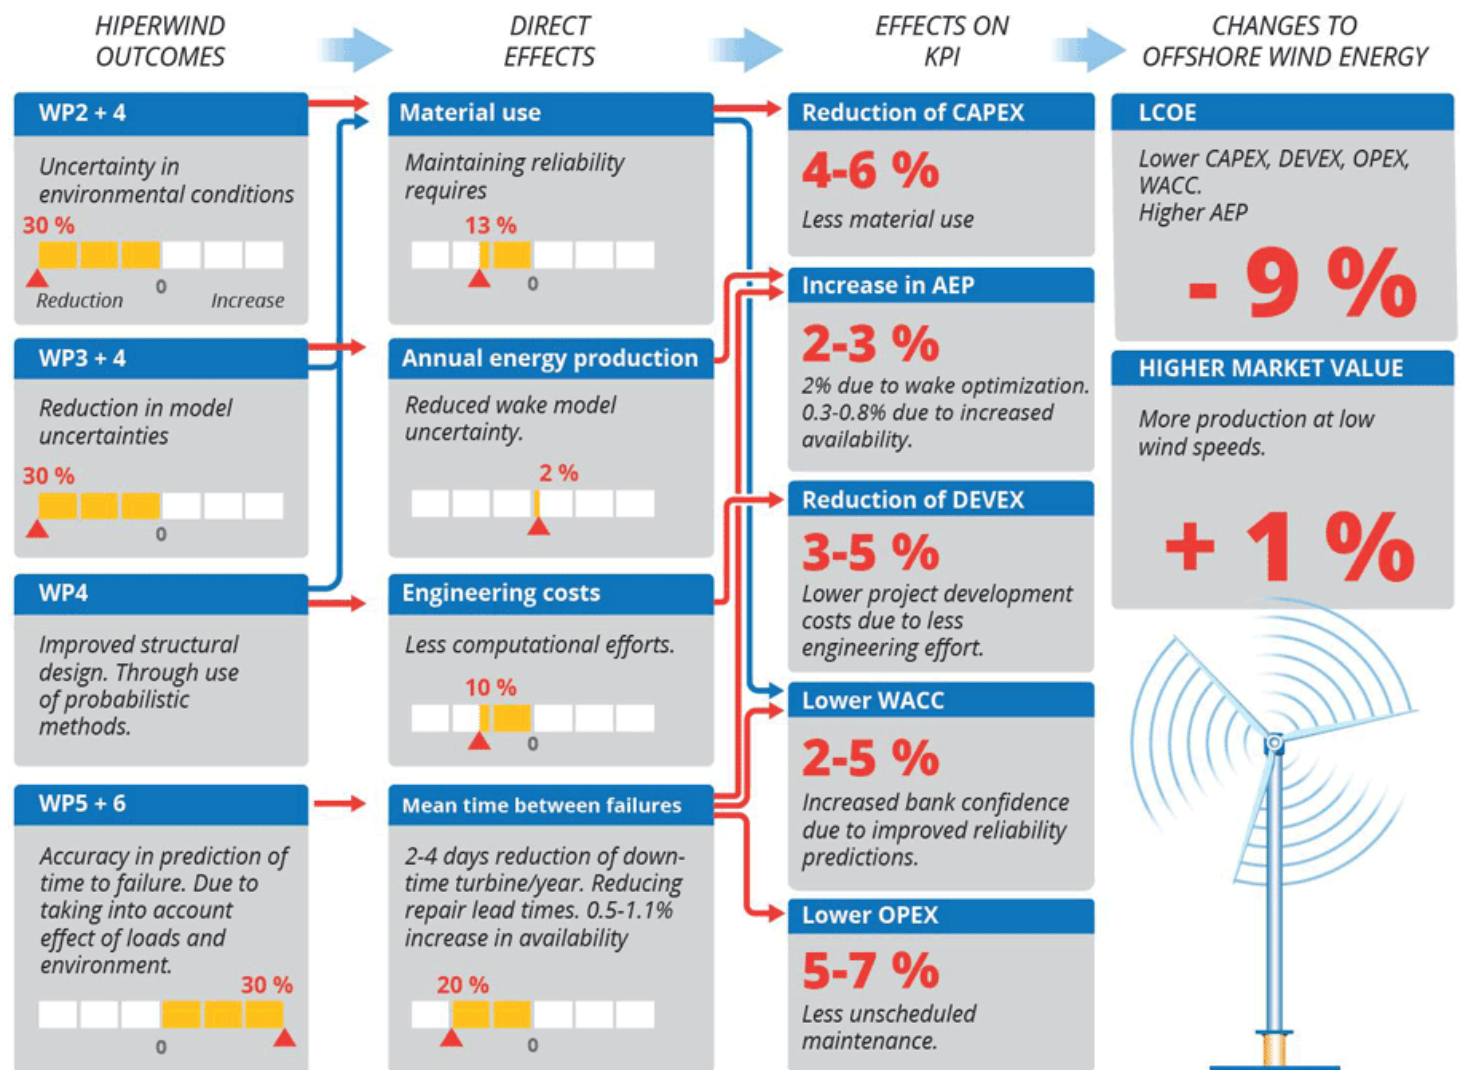 HIPERWIND
OUTCOMES
DIRECT
EFFECTS
EFFECTS ON
KPI
CHANGES TO
OFFSHORE WIND ENERGY
WP2 + 4
Uncertainty in
environmental conditions
30 %
0
Reduction
Increase
WP3 + 4
Reduction in model
uncertainties
30 %
0
WP4
Improved structural
design. Through use
of probabilistic
methods.
WP5 + 6
Accuracy in prediction of
time to failure. Due to
taking into account
effect of loads and
environment.
30 %
0
Material use
Maintaining reliability
requires
13 %
0
Annual energy production
Reduced wake model
uncertainty.
2 %
Engineering costs
Less computational efforts.
10 %
0
Mean time between failures
2-4 days reduction of down-
time turbine/year. Reducing
repair lead times. 0.5-1.1%
increase in availability
20 %
0
Reduction of CAPEX
4-6 %
Less material use
Increase in AEP
2-3 %
2% due to wake optimization.
0.3-0.8% due to increased
availability.
Reduction of DEVEX
3-5 %
Lower project development
costs due to less
engineering effort.
Lower WACC
2-5 %
Increased bank confidence
due to improved reliability
predictions.
Lower OPEX
5-7 %
Less unscheduled
maintenance.
LCOE
Lower CAPEX, DEVEX, OPEX,
WACC.
Higher AEP
- 9 %
HIGHER MARKET VALUE
More production at low
wind speeds.
+ 1 %